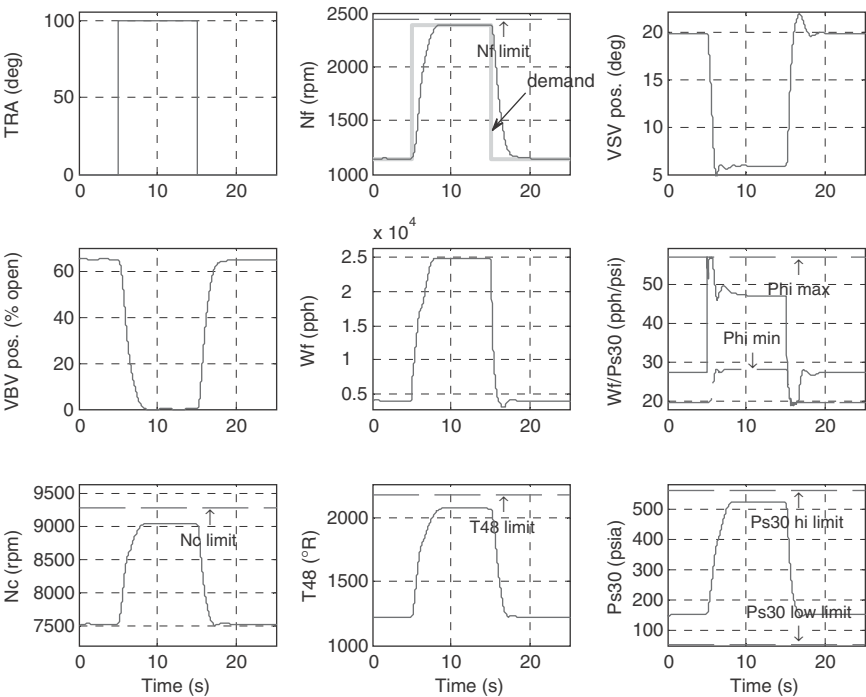 TRA (deg)
100
50
0
0 10 20
Nf (rpm)
2500
2000
1500
1000
Nf limit
demand
0 10 20
VSV pos. (deg)
20
15
10
5
0 10 20
VBV pos. (% open)
60
40
20
0
0 10 20
x 10^4
Wf (pph)
2.5
2
1.5
1
0.5
0 10 20
Wf/Ps30 (pph/psi)
50
40
30
20
Phi max
Phi min
0 10 20
Nc (rpm)
9500
9000
8500
8000
7500
Nc limit
0 10 20
Time (s)
T48 (°R)
2000
1500
1000
T48 limit
0 10 20
Time (s)
Ps30 (psia)
500
400
300
200
100
Ps30 hi limit
Ps30 low limit
0 10 20
Time (s)